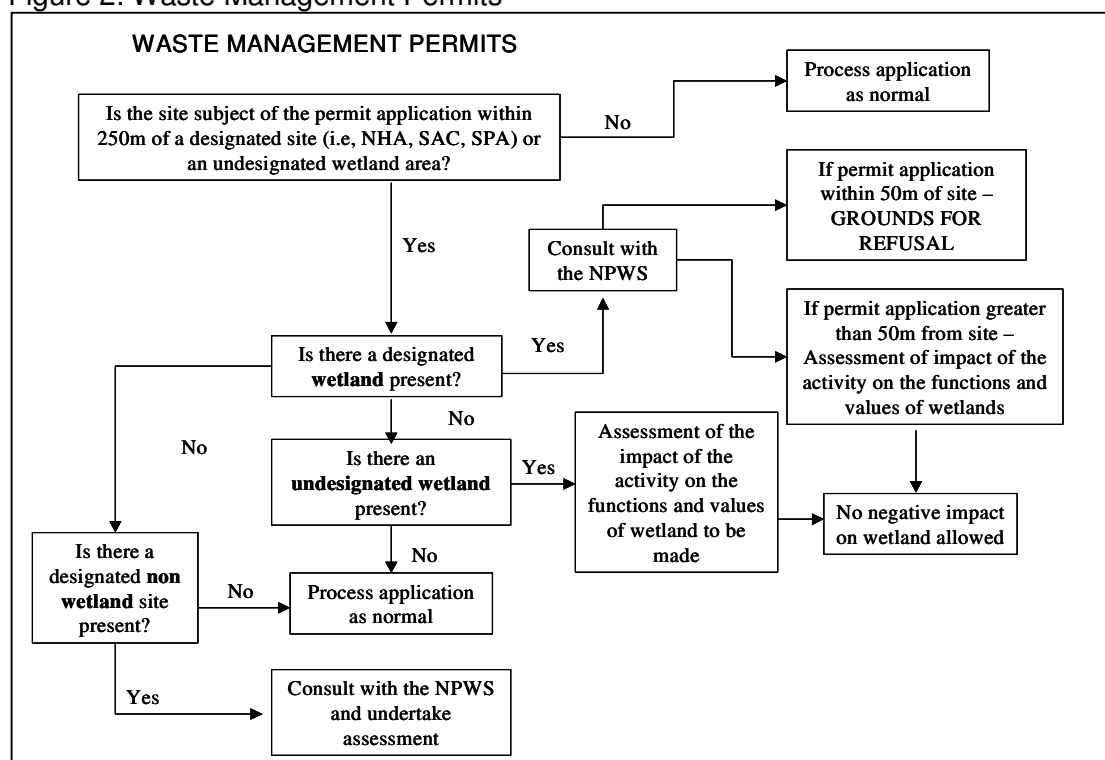 Figure 2: Waste Management Permits
WASTE MANAGEMENT PERMITS
Process application
as normal
Is the site subject of the permit application within
250m of a designated site (i.e, NHA, SAC, SPA) or
an undesignated wetland area?
No
If permit application
within 50m of site –
GROUNDS FOR
REFUSAL
Yes
Consult with
the NPWS
If permit application greater
than 50m from site –
Assessment of impact of the
activity on the functions and
values of wetlands
Is there a designated
wetland present?
Yes
No
No
Is there an
undesignated wetland
present?
Yes
Assessment of the
impact of the
activity on the
functions and values
of wetland to be
made
No negative impact
on wetland allowed
No
Is there a
designated non
wetland site
present?
No
Process application
as normal
Yes
Consult with the NPWS
and undertake
assessment